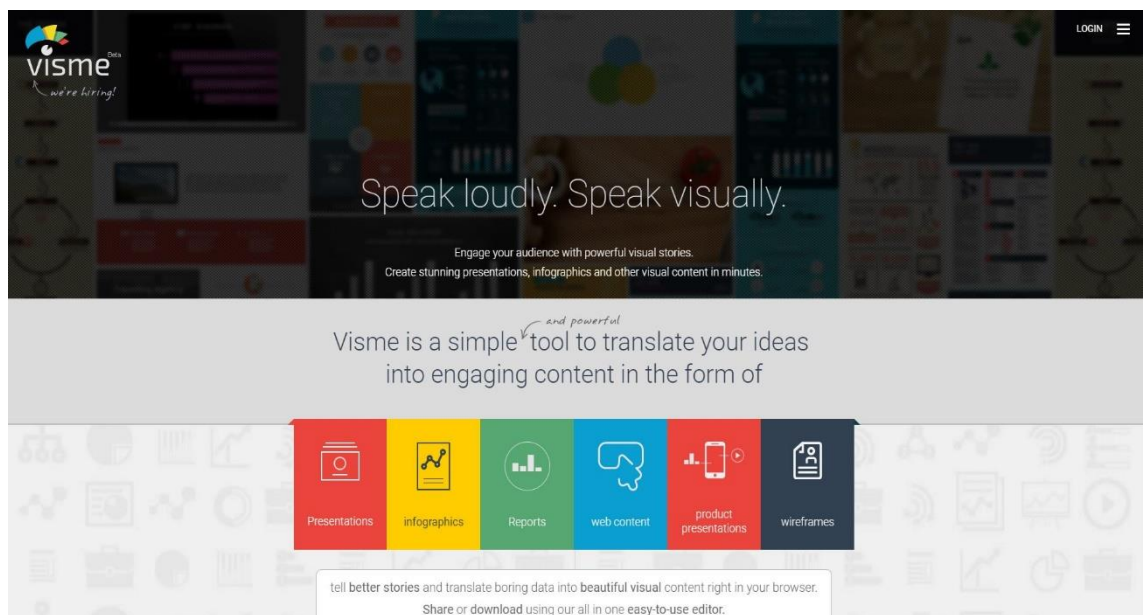 LOGIN
visme Beta
we're hiring!
Speak loudly. Speak visually.
Engage your audience with powerful visual stories.
Create stunning presentations, infographics and other visual content in minutes.
and powerful
Visme is a simple tool to translate your ideas
into engaging content in the form of
Presentations
infographics
Reports
web content
product
presentations
wireframes
tell better stories and translate boring data into beautiful visual content right in your browser.
Share or download using our all in one easy-to-use editor.